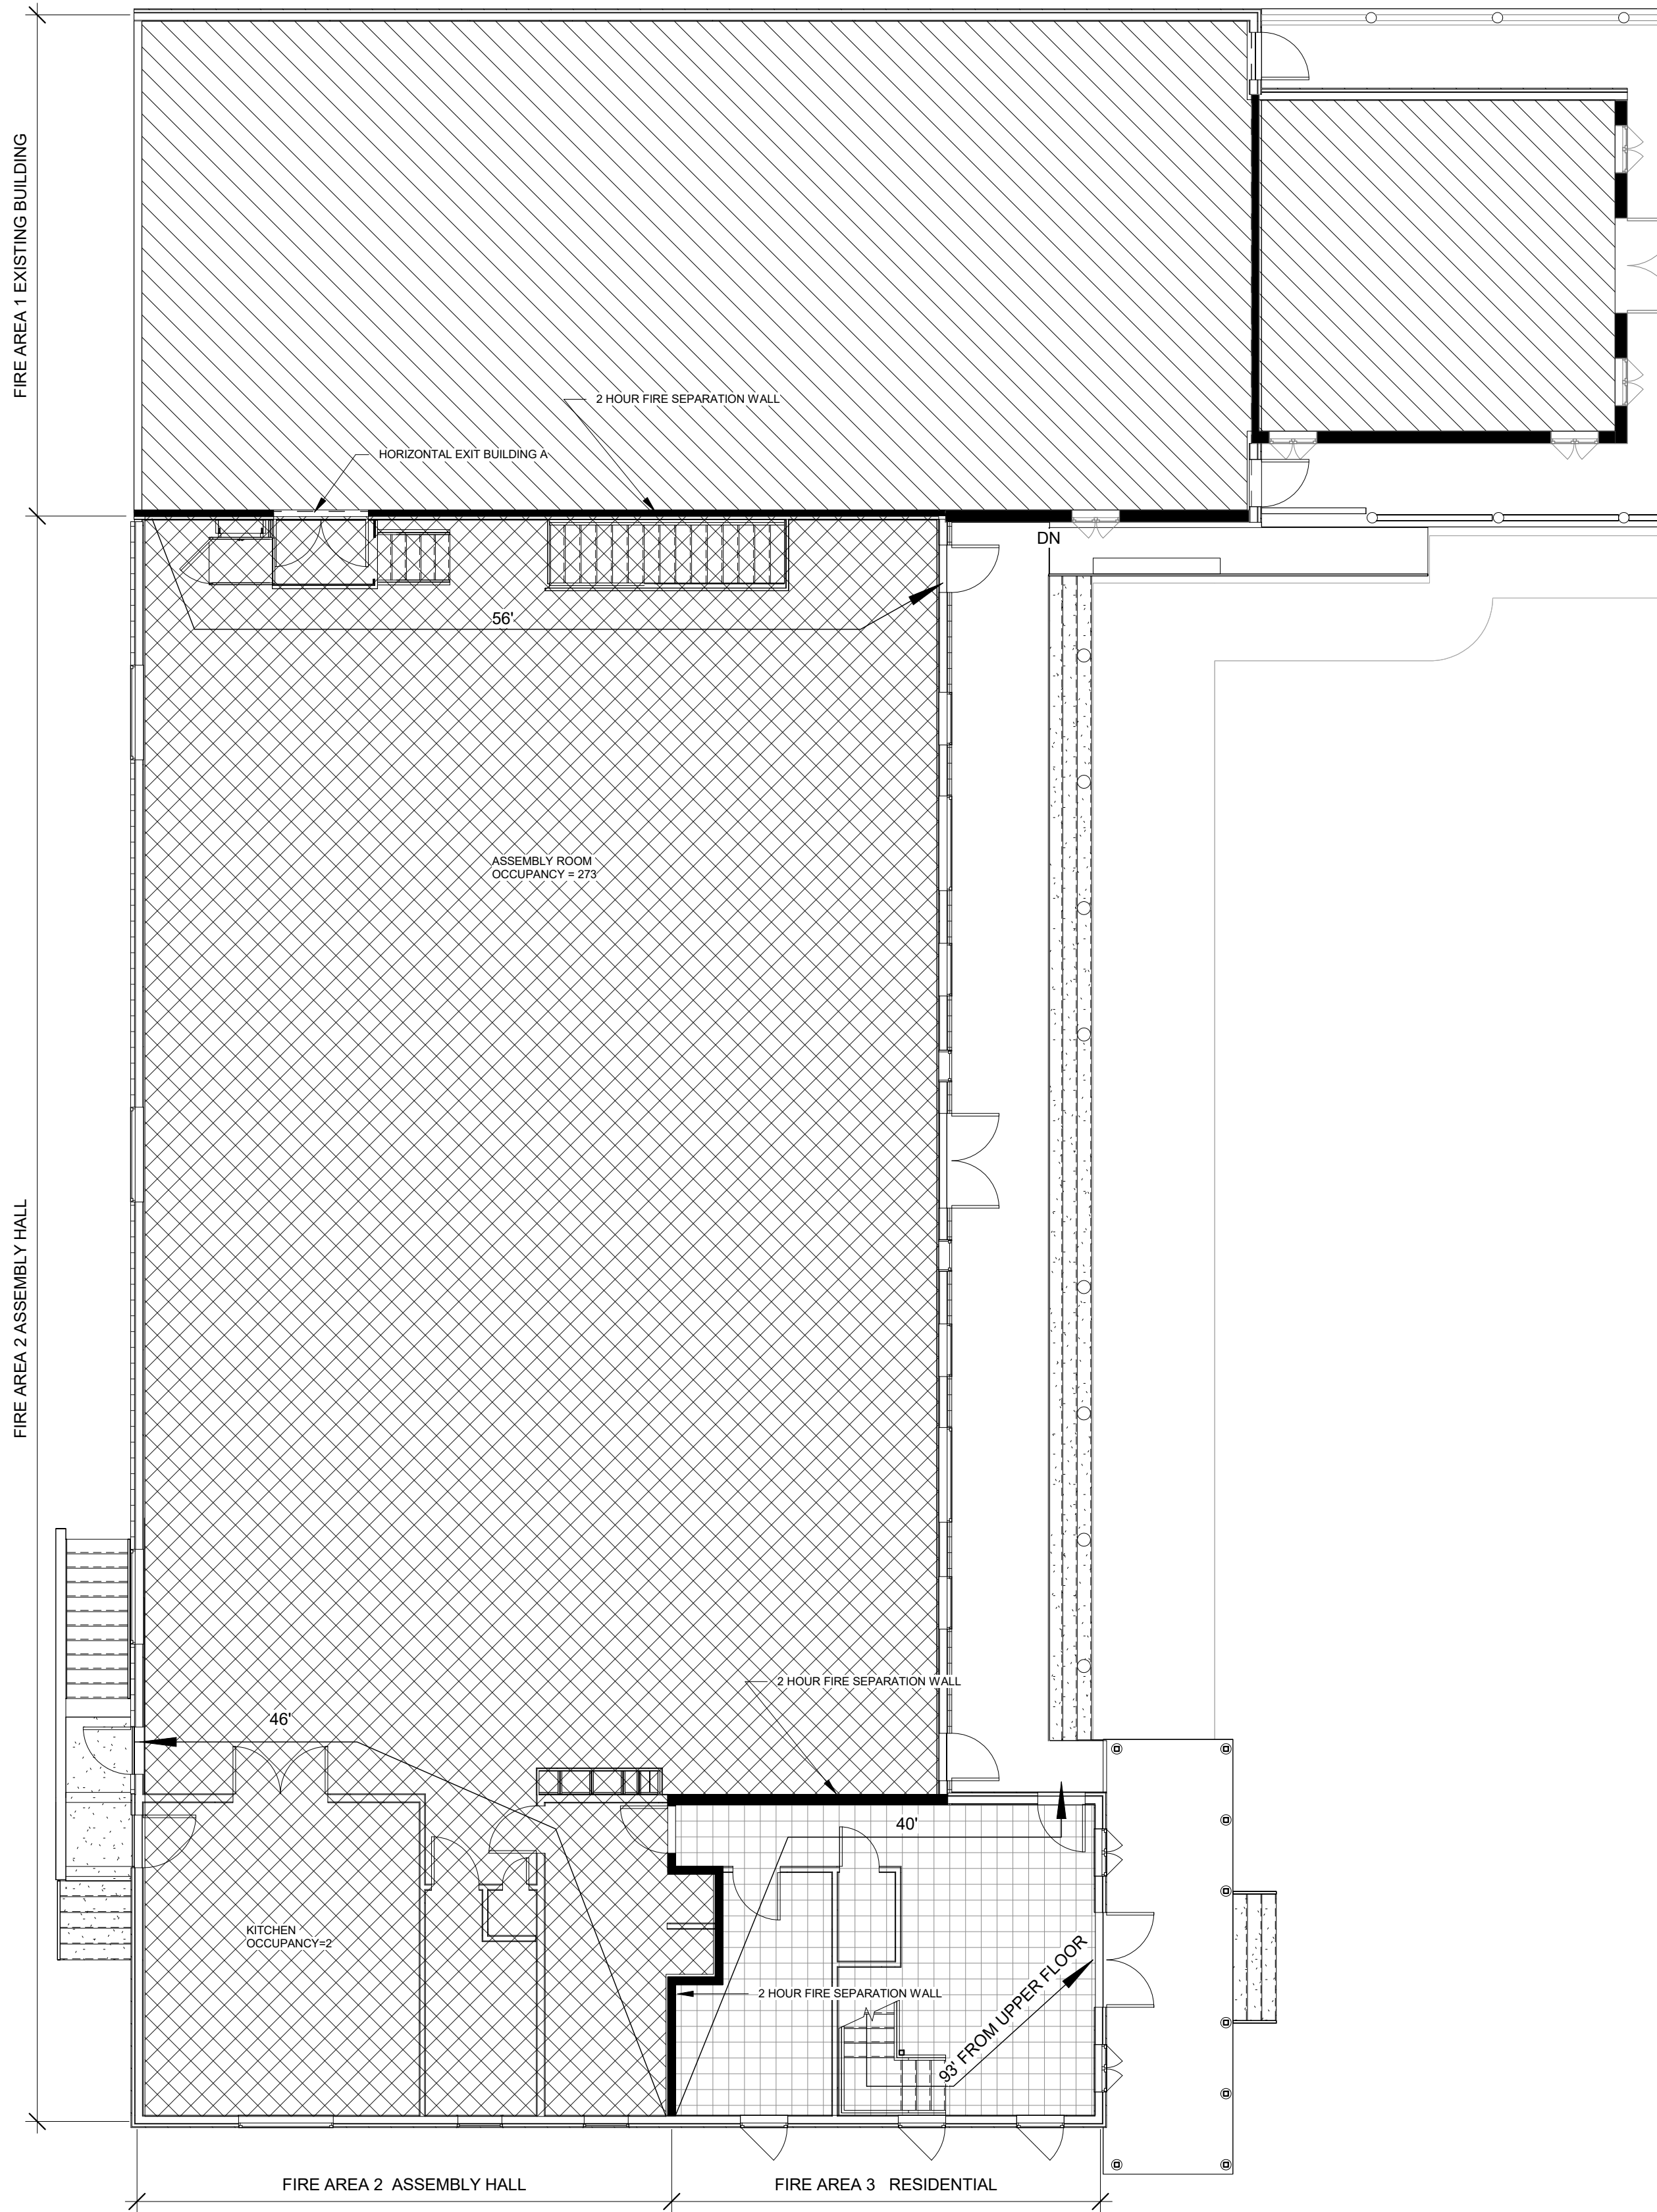 FIRE AREA 1 EXISTING BUILDING
2 HOUR FIRE SEPARATION WALL
HORIZONTAL EXIT BUILDING A
DN
56'
ASSEMBLY ROOM
OCCUPANCY = 273
FIRE AREA 2 ASSEMBLY HALL
2 HOUR FIRE SEPARATION WALL
46'
40'
KITCHEN
OCCUPANCY=2
93' FROM UPPER FLOOR
2 HOUR FIRE SEPARATION WALL
FIRE AREA 2 ASSEMBLY HALL
FIRE AREA 3 RESIDENTIAL